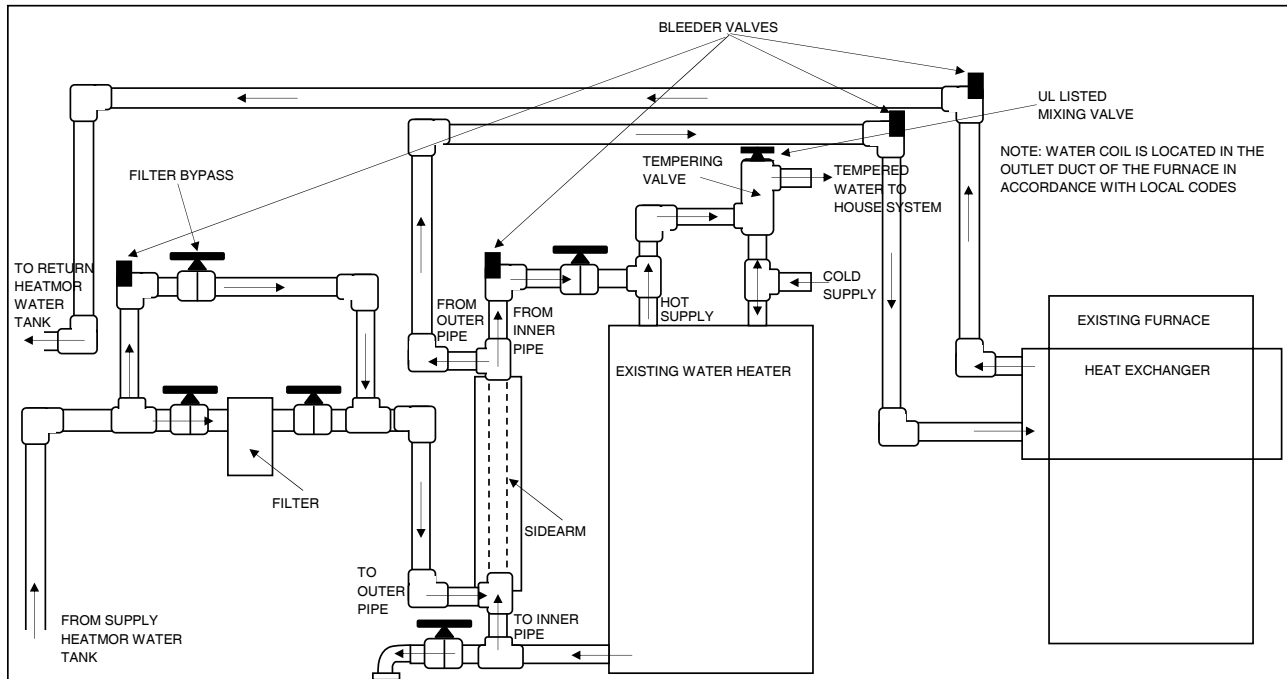 BLEEDER VALVES
UL LISTED
MIXING VALVE
NOTE: WATER COIL IS LOCATED IN THE
OUTLET DUCT OF THE FURNACE IN
ACCORDANCE WITH LOCAL CODES
FILTER BYPASS
TEMPERING
VALVE
TEMPERED
WATER TO
HOUSE SYSTEM
TO RETURN
HEATMOR
WATER
TANK
COLD
SUPPLY
FROM
OUTER
PIPE
FROM
INNER
PIPE
HOT
SUPPLY
EXISTING FURNACE
EXISTING WATER HEATER
HEAT EXCHANGER
FILTER
SIDEARM
TO
OUTER
PIPE
FROM SUPPLY
HEATMOR WATER
TANK
TO INNER
PIPE